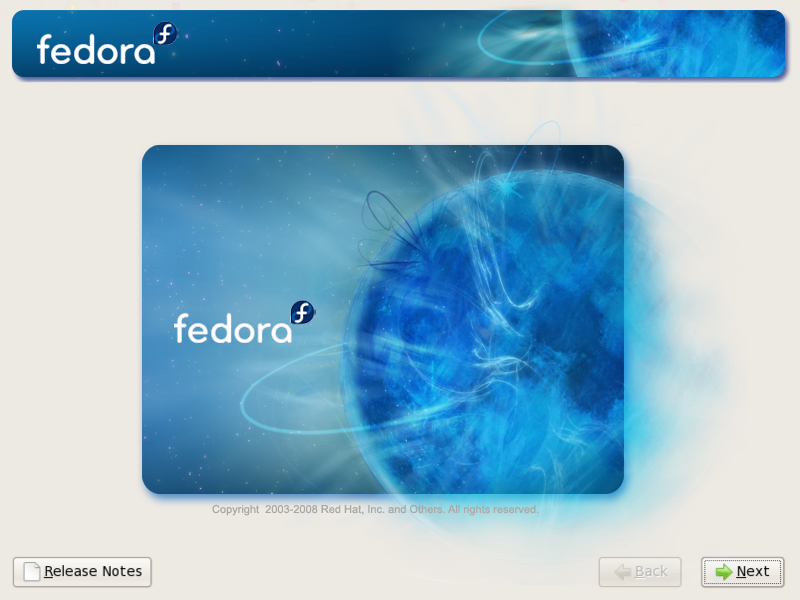 fedora
fedora
Copyright 2003-2008 Red Hat, Inc. and Others. All rights reserved.
Release Notes
Back
Next